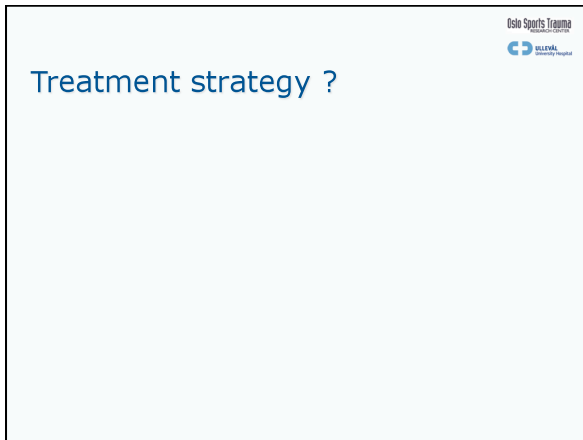 Oslo Sports Trauma
RESEARCH CENTER
ULLEVÅL
University Hospital
Treatment strategy ?